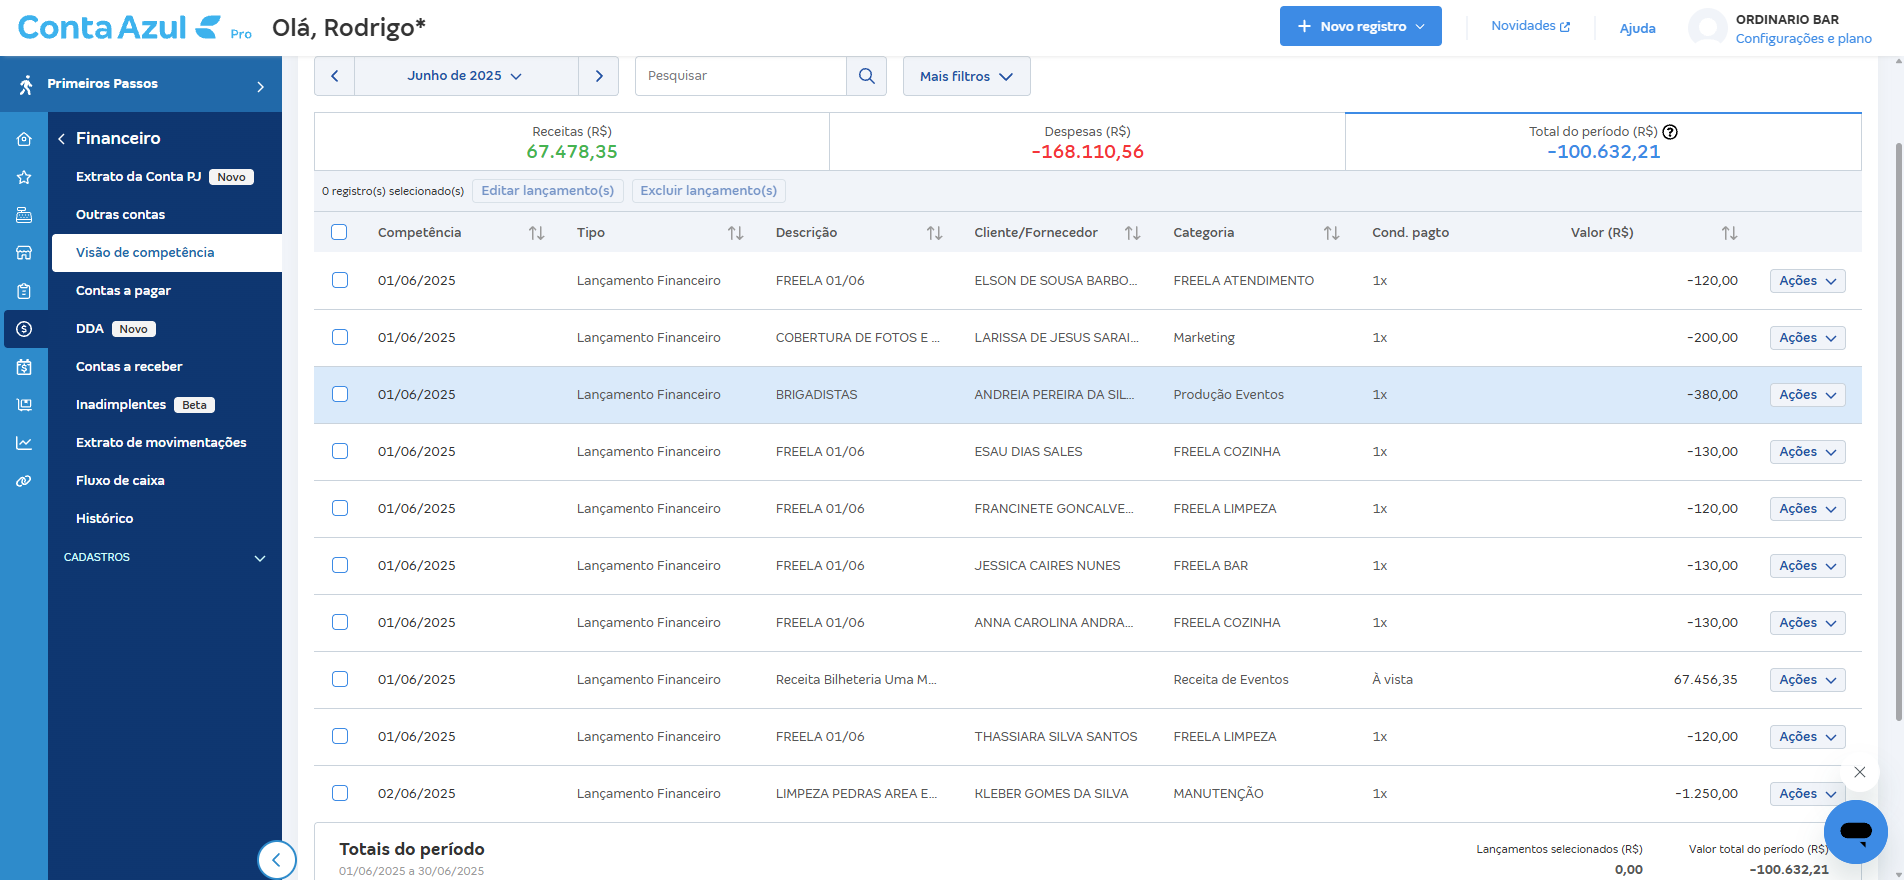 Conta Azul Pro
Olá, Rodrigo*
Novo registro
Novidades
Ajuda
ORDINARIO BAR
Configurações e plano
Primeiros Passos
Financeiro
Extrato da Conta PJ Novo
Outras contas
Visão de competência
Contas a pagar
DDA Novo
Contas a receber
Inadimplentes Beta
Extrato de movimentações
Fluxo de caixa
Histórico
CADASTROS
Junho de 2025
Pesquisar
Mais filtros
Receitas (R$)
67.478,35
Despesas (R$)
-168.110,56
Total do período (R$) ?
-100.632,21
0 registro(s) selecionado(s) Editar lançamento(s) Excluir lançamento(s)
Competência Tipo Descrição Cliente/Fornecedor Categoria Cond. pagto Valor (R$)
01/06/2025 Lançamento Financeiro FREELA 01/06 ELSON DE SOUSA BARBO... FREELA ATENDIMENTO 1x -120,00 Ações
01/06/2025 Lançamento Financeiro COBERTURA DE FOTOS E ... LARISSA DE JESUS SARAI... Marketing 1x -200,00 Ações
01/06/2025 Lançamento Financeiro BRIGADISTAS ANDREIA PEREIRA DA SIL... Produção Eventos 1x -380,00 Ações
01/06/2025 Lançamento Financeiro FREELA 01/06 ESAU DIAS SALES FREELA COZINHA 1x -130,00 Ações
01/06/2025 Lançamento Financeiro FREELA 01/06 FRANCINETE GONCALVE... FREELA LIMPEZA 1x -120,00 Ações
01/06/2025 Lançamento Financeiro FREELA 01/06 JESSICA CAIRES NUNES FREELA BAR 1x -130,00 Ações
01/06/2025 Lançamento Financeiro FREELA 01/06 ANNA CAROLINA ANDRA... FREELA COZINHA 1x -130,00 Ações
01/06/2025 Lançamento Financeiro Receita Bilheteria Uma M... Receita de Eventos À vista 67.456,35 Ações
01/06/2025 Lançamento Financeiro FREELA 01/06 THASSIARA SILVA SANTOS FREELA LIMPEZA 1x -120,00 Ações
02/06/2025 Lançamento Financeiro LIMPEZA PEDRAS AREA E... KLEBER GOMES DA SILVA MANUTENÇÃO 1x -1.250,00 Ações
Totais do período
01/06/2025 a 30/06/2025
Lançamentos selecionados (R$)
0,00
Valor total do período (R$)
-100.632,21